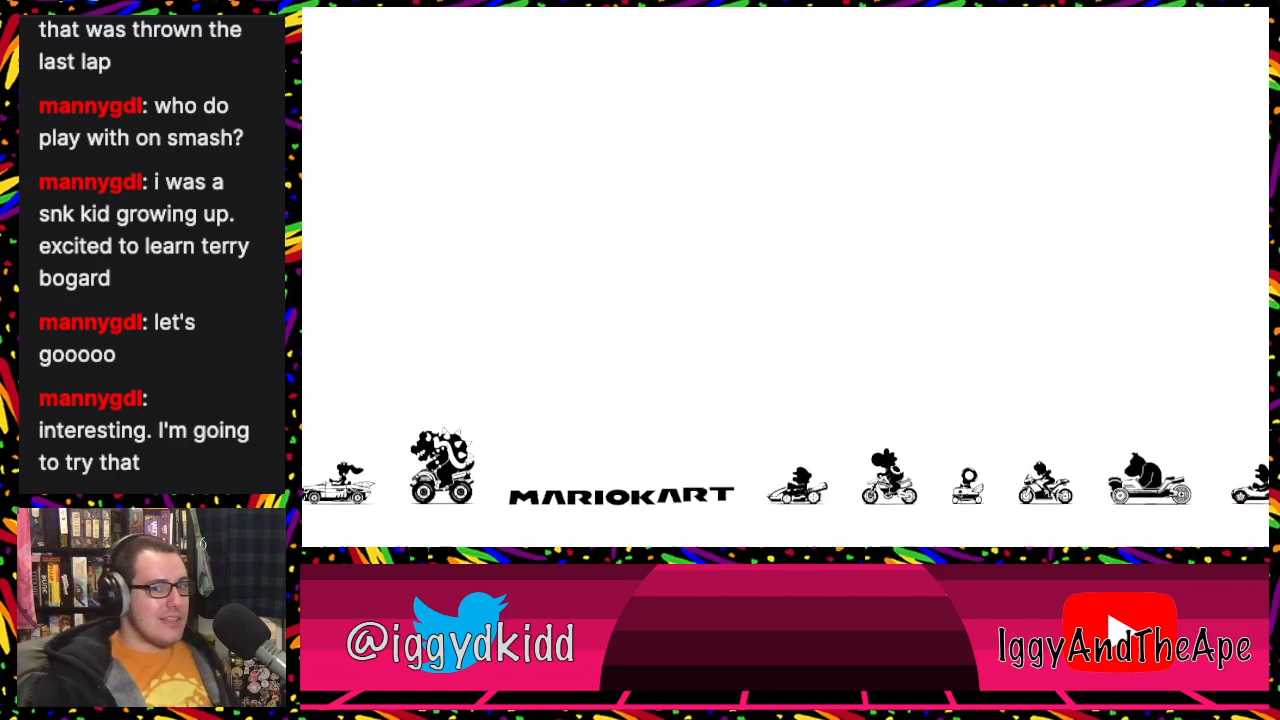 that was thrown the
last lap
mannygdl: who do
play with on smash?
mannygdl: i was a
snk kid growing up.
excited to learn terry
bogard
mannygdl: let's
gooooo
mannygdl:
interesting. I'm going
to try that
MARIOKART
@iggydkidd
IggyAndTheApe